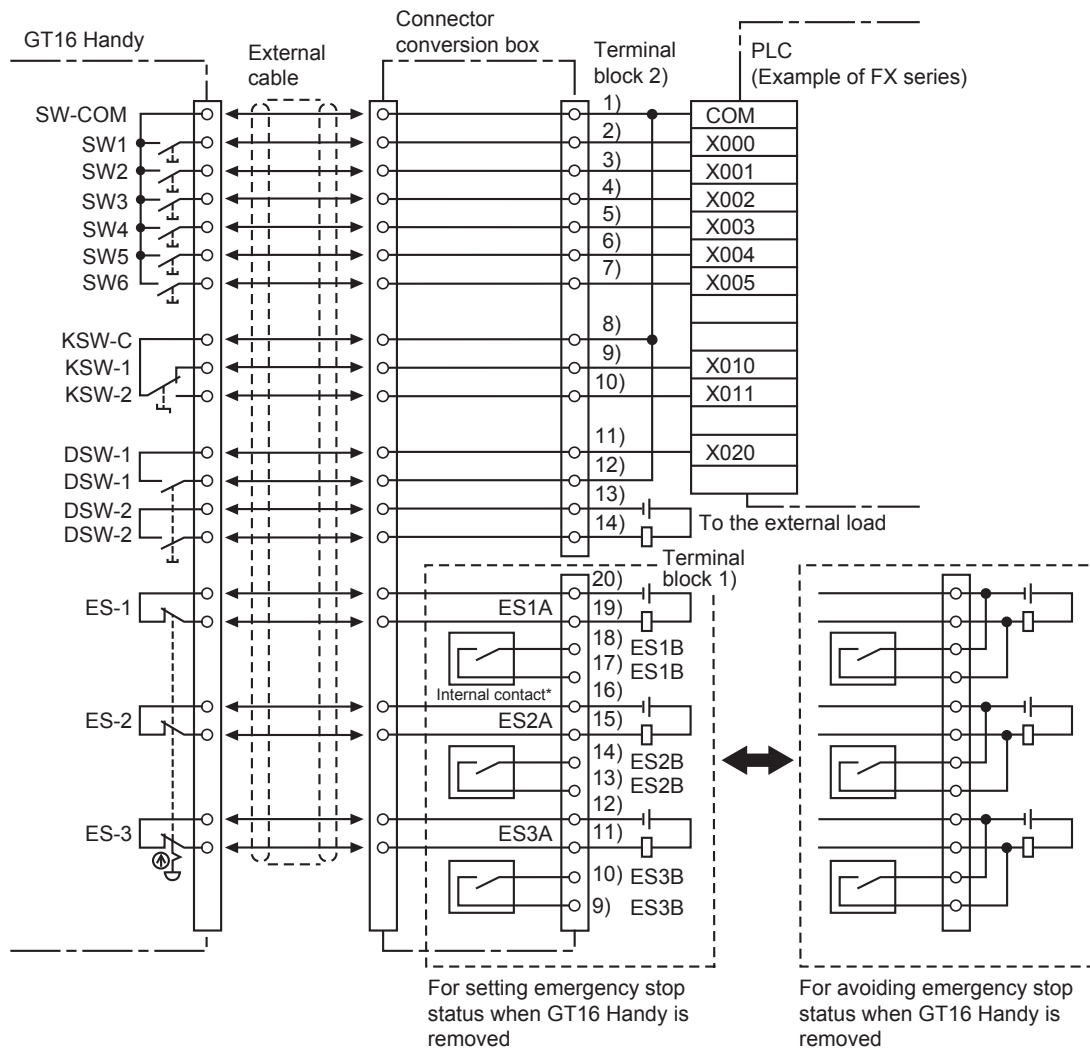 GT16 Handy
External
cable
Connector
conversion box
Terminal
block 2)
PLC
(Example of FX series)
SW-COM
1)
COM
SW1
2)
X000
SW2
3)
X001
SW3
4)
X002
SW4
5)
X003
SW5
6)
X004
SW6
7)
X005
KSW-C
8)
KSW-1
9)
X010
KSW-2
10)
X011
DSW-1
11)
X020
DSW-1
12)
DSW-2
13)
DSW-2
14)
To the external load
Terminal
block 1)
ES-1
20)
ES1A
19)
18) ES1B
17) ES1B
Internal contact*
ES-2
16)
ES2A
15)
14) ES2B
13) ES2B
ES-3
12)
ES3A
11)
10) ES3B
9) ES3B
For setting emergency stop
status when GT16 Handy is
removed
For avoiding emergency stop
status when GT16 Handy is
removed